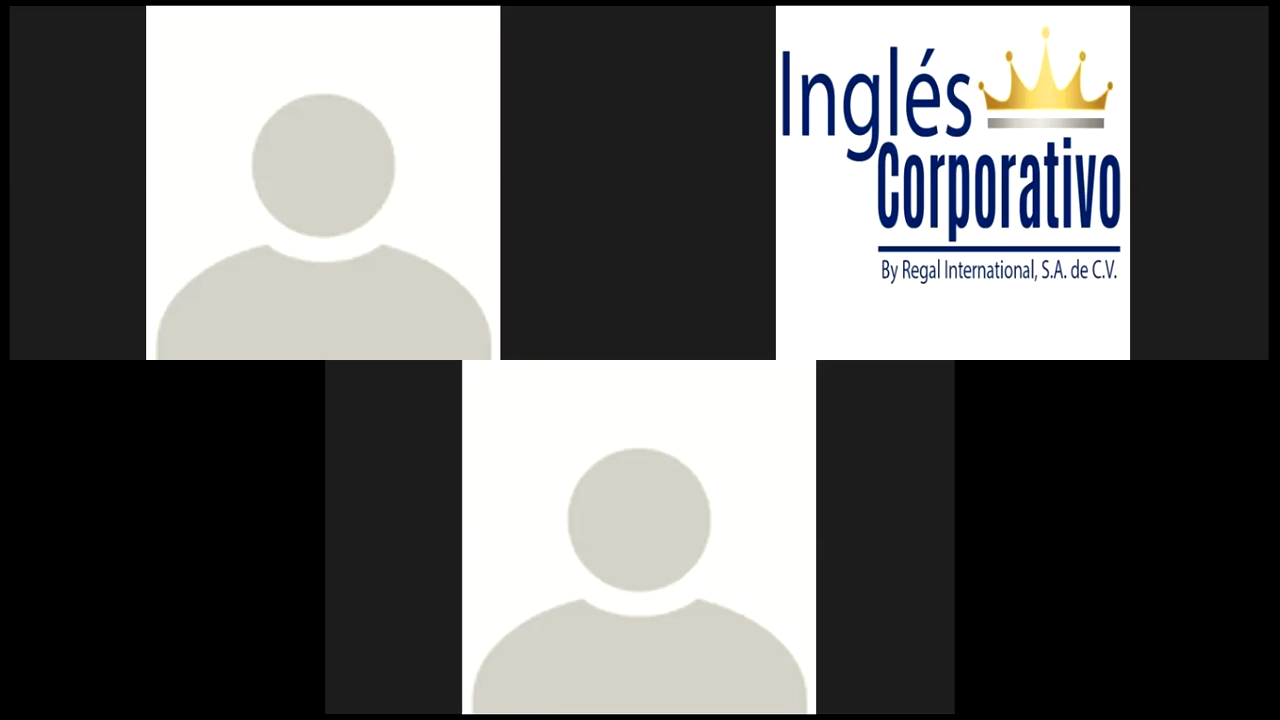 Inglés
Corporativo
By Regal International, S.A. de C.V.